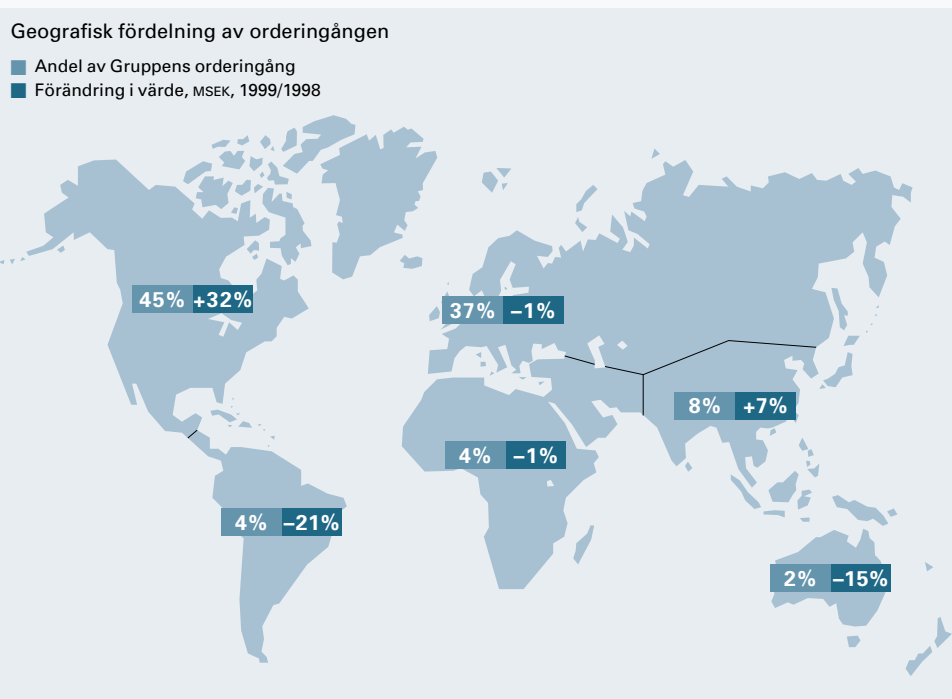 Geografisk fördelning av orderingången
Andel av Gruppens orderingång
Förändring i värde, MSEK, 1999/1998
45% +32%
37% –1%
8% +7%
4% –1%
4% –21%
2% –15%